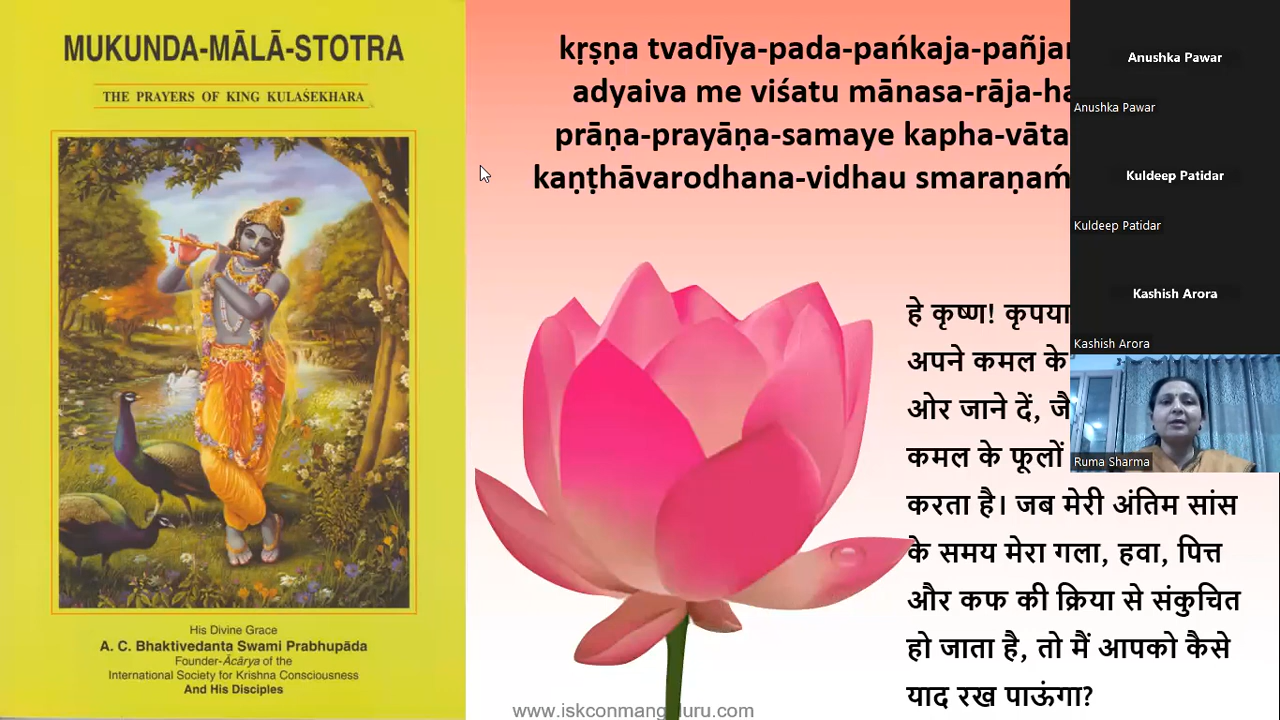 MUKUNDA-MĀLĀ-STOTRA
THE PRAYERS OF KING KULAŚEKHARA
His Divine Grace
A. C. Bhaktivedanta Swami Prabhupāda
Founder-Ācārya of the
International Society for Krishna Consciousness
And His Disciples
kṛṣṇa tvadīya-pada-pańkaja-pañjar
adyaiva me viśatu mānasa-rāja-ha
prāṇa-prayāṇa-samaye kapha-vāta
kaṇṭhāvarodhana-vidhau smaraṇaḿ
हे कृष्ण! कृपया
अपने कमल के
ओर जाने दें, जै
कमल के फूलों
करता है। जब मेरी अंतिम सांस
के समय मेरा गला, हवा, पित्त
और कफ की क्रिया से संकुचित
हो जाता है, तो मैं आपको कैसे
याद रख पाऊंगा?
www.iskconmangluru.com
Anushka Pawar
Anushka Pawar
Kuldeep Patidar
Kuldeep Patidar
Kashish Arora
Kashish Arora
Ruma Sharma